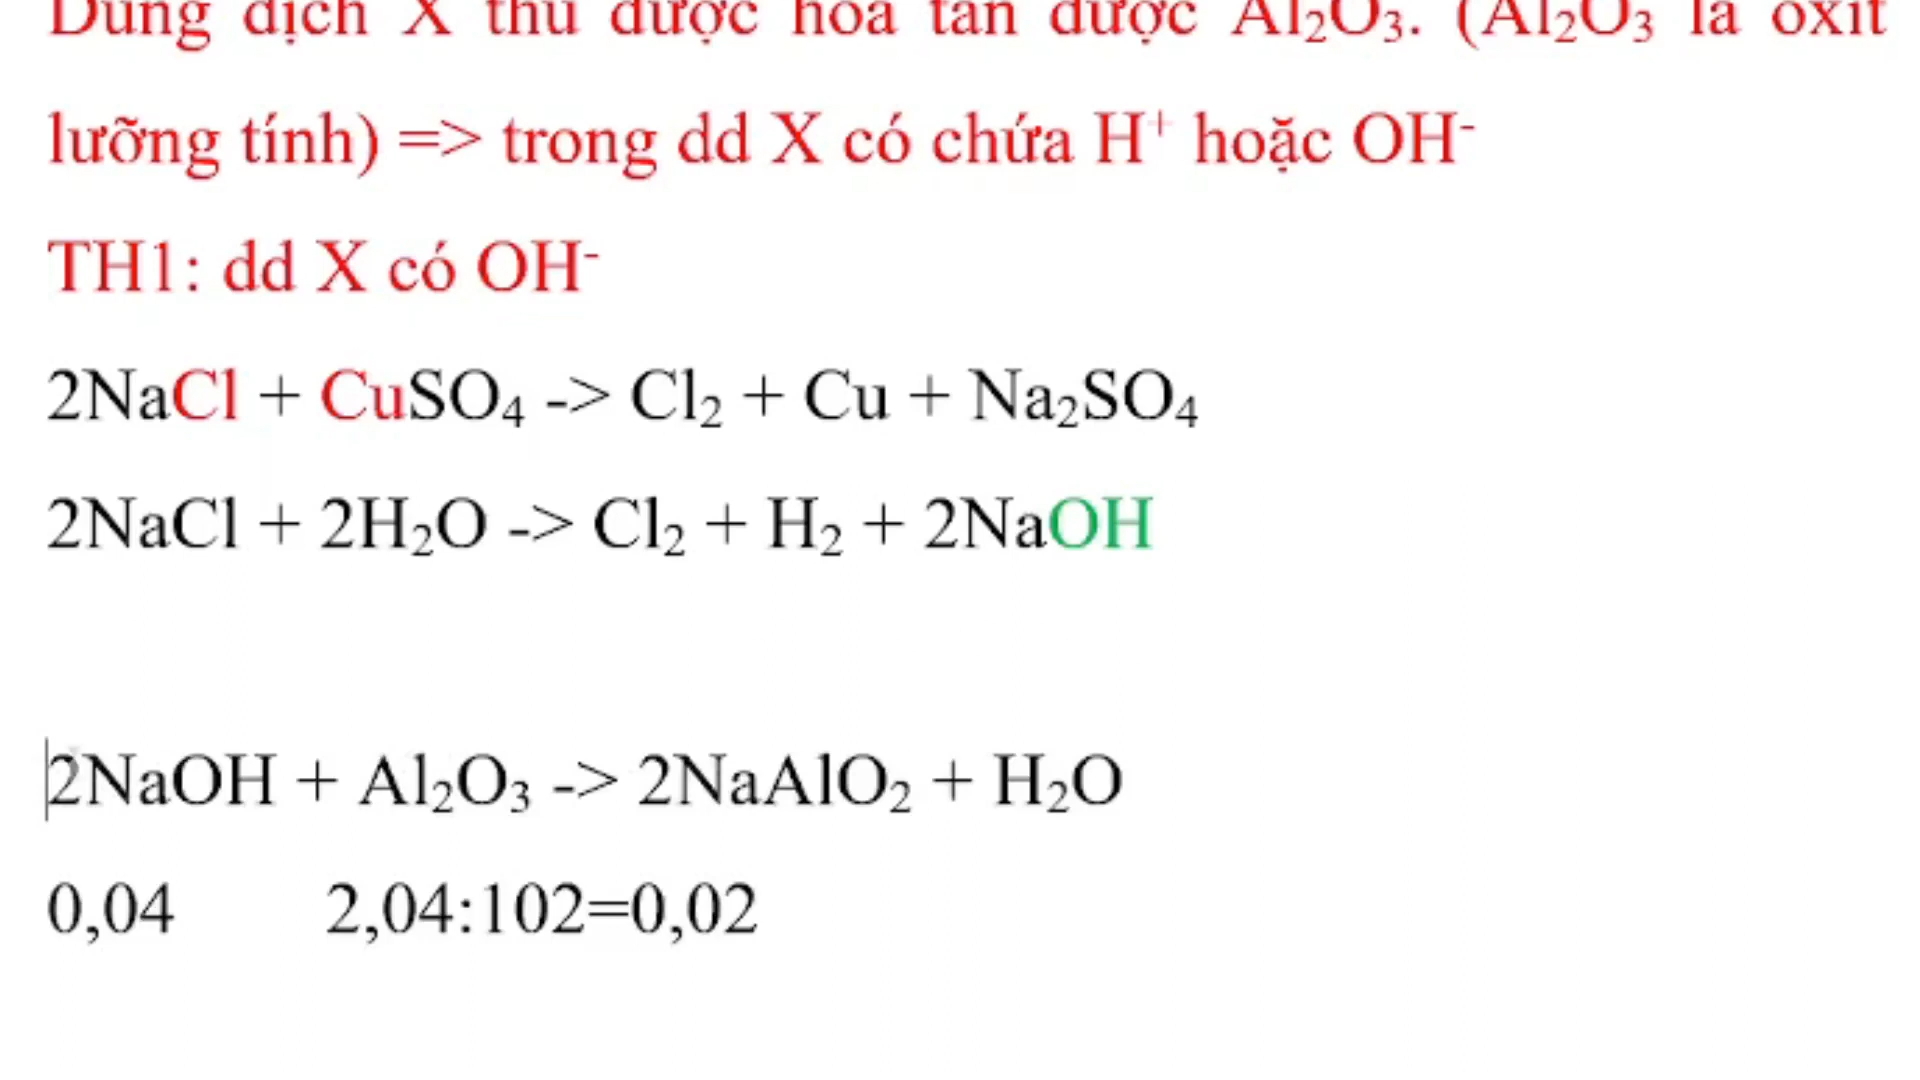 Dung dịch X thu được hòa tan được Al₂O₃. (Al₂O₃ là oxit
lưỡng tính) => trong dd X có chứa H⁺ hoặc OH⁻
TH1: dd X có OH⁻
2NaCl + CuSO₄ -> Cl₂ + Cu + Na₂SO₄
2NaCl + 2H₂O -> Cl₂ + H₂ + 2NaOH
2NaOH + Al₂O₃ -> 2NaAlO₂ + H₂O
0,04 2,04:102=0,02